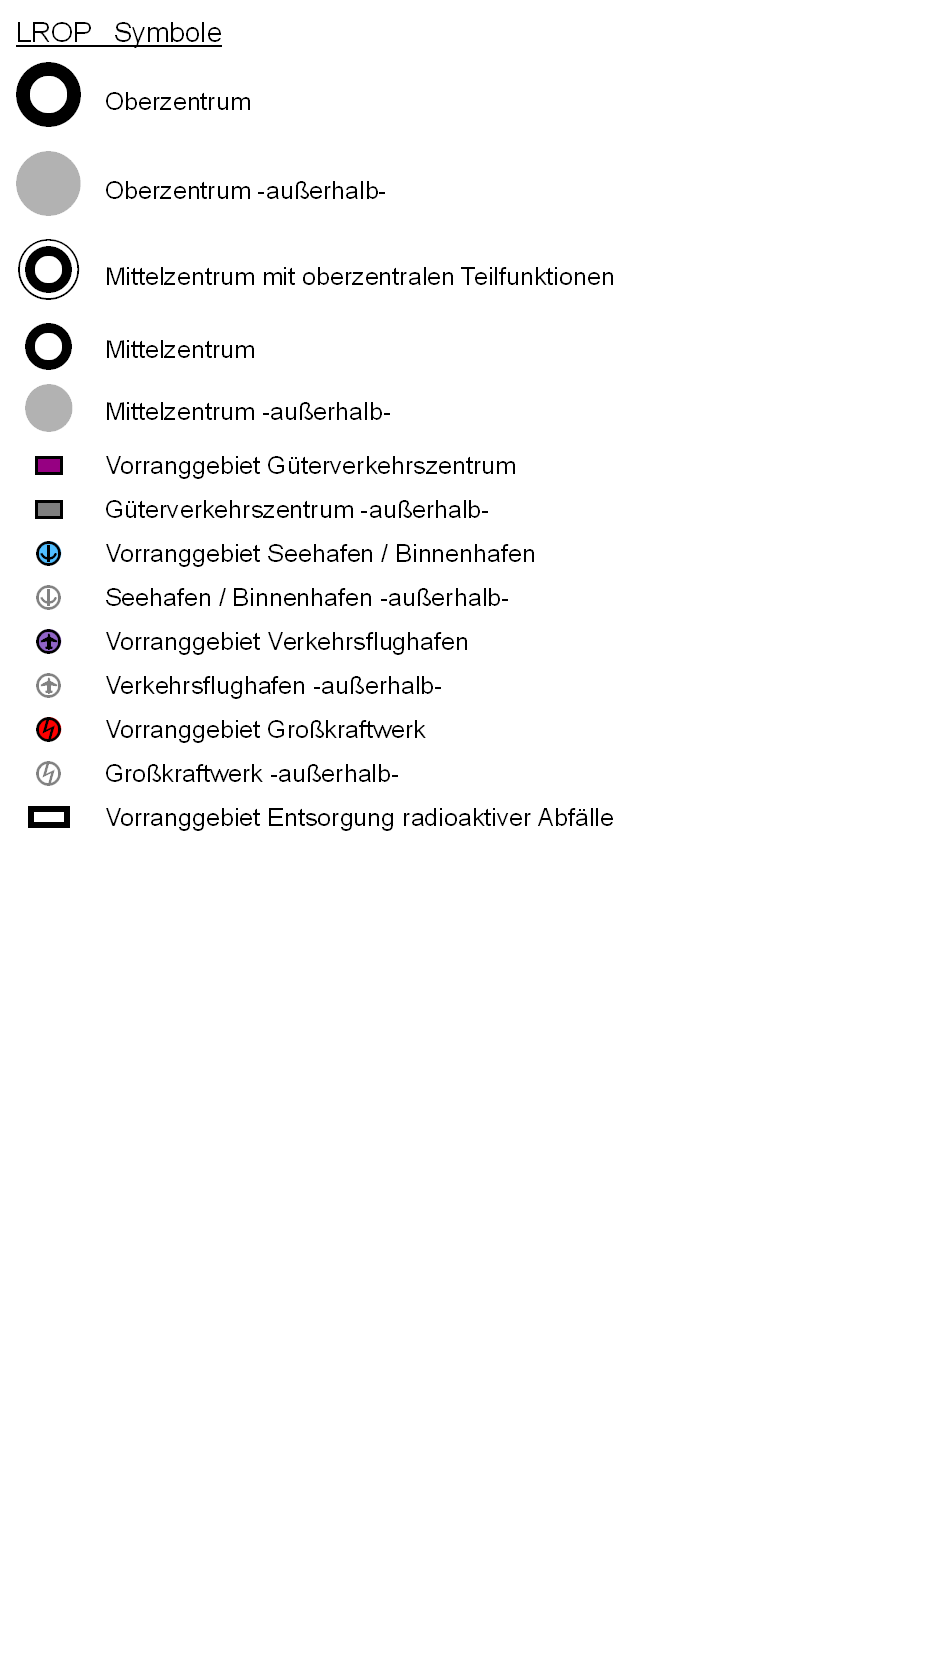 LROP Symbole
Oberzentrum
Oberzentrum -außerhalb-
Mittelzentrum mit oberzentralen Teilfunktionen
Mittelzentrum
Mittelzentrum -außerhalb-
Vorranggebiet Güterverkehrszentrum
Güterverkehrszentrum -außerhalb-
Vorranggebiet Seehafen / Binnenhafen
Seehafen / Binnenhafen -außerhalb-
Vorranggebiet Verkehrsflughafen
Verkehrsflughafen -außerhalb-
Vorranggebiet Großkraftwerk
Großkraftwerk -außerhalb-
Vorranggebiet Entsorgung radioaktiver Abfälle